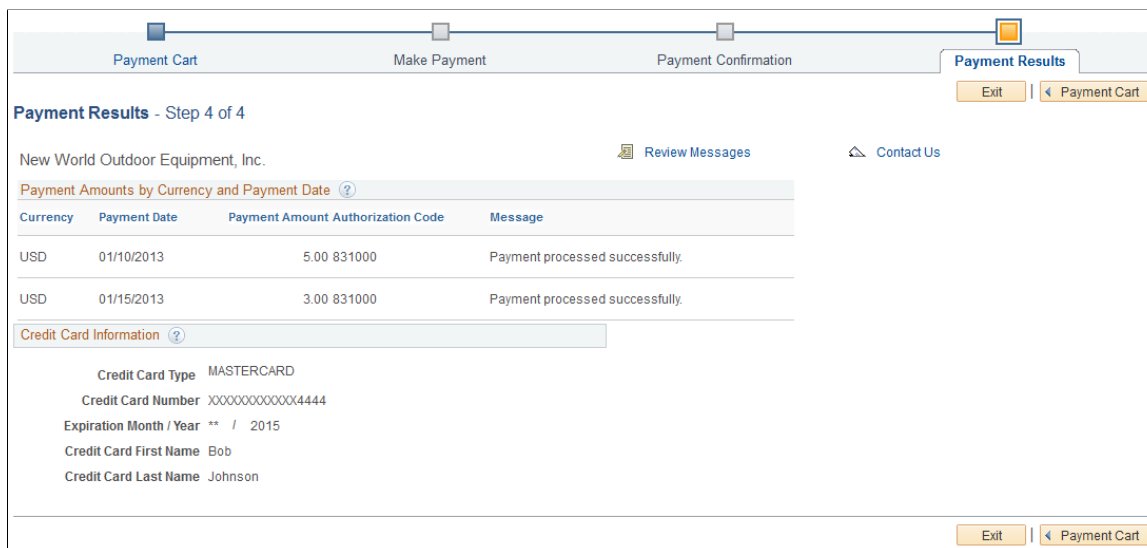 Payment Cart Make Payment Payment Confirmation Payment Results
Exit | Payment Cart
Payment Results - Step 4 of 4
New World Outdoor Equipment, Inc. Review Messages Contact Us
Payment Amounts by Currency and Payment Date ?
Currency Payment Date Payment Amount Authorization Code Message
USD 01/10/2013 5.00 831000 Payment processed successfully.
USD 01/15/2013 3.00 831000 Payment processed successfully.
Credit Card Information ?
Credit Card Type MASTERCARD
Credit Card Number XXXXXXXXXXXX4444
Expiration Month / Year ** / 2015
Credit Card First Name Bob
Credit Card Last Name Johnson
Exit | Payment Cart